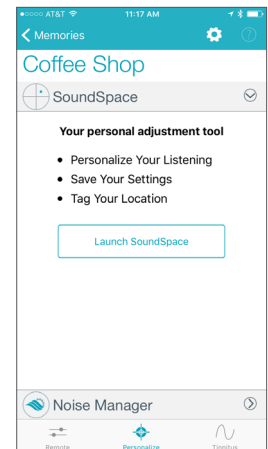 AT&T 11:17 AM
Memories
Coffee Shop
SoundSpace
Your personal adjustment tool
• Personalize Your Listening
• Save Your Settings
• Tag Your Location
Launch SoundSpace
Noise Manager
Remote Personalize Tinnitus